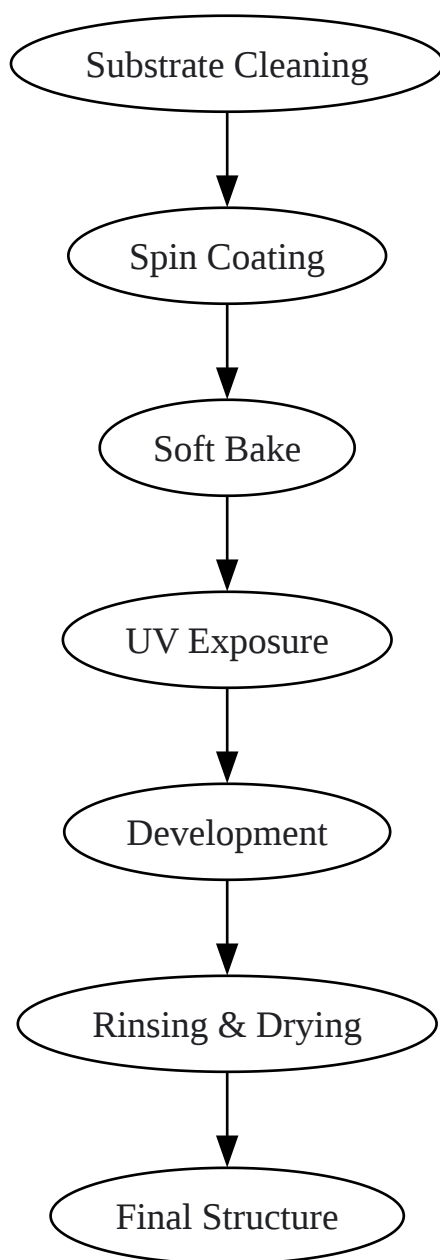 Substrate Cleaning
Spin Coating
Soft Bake
UV Exposure
Development
Rinsing & Drying
Final Structure